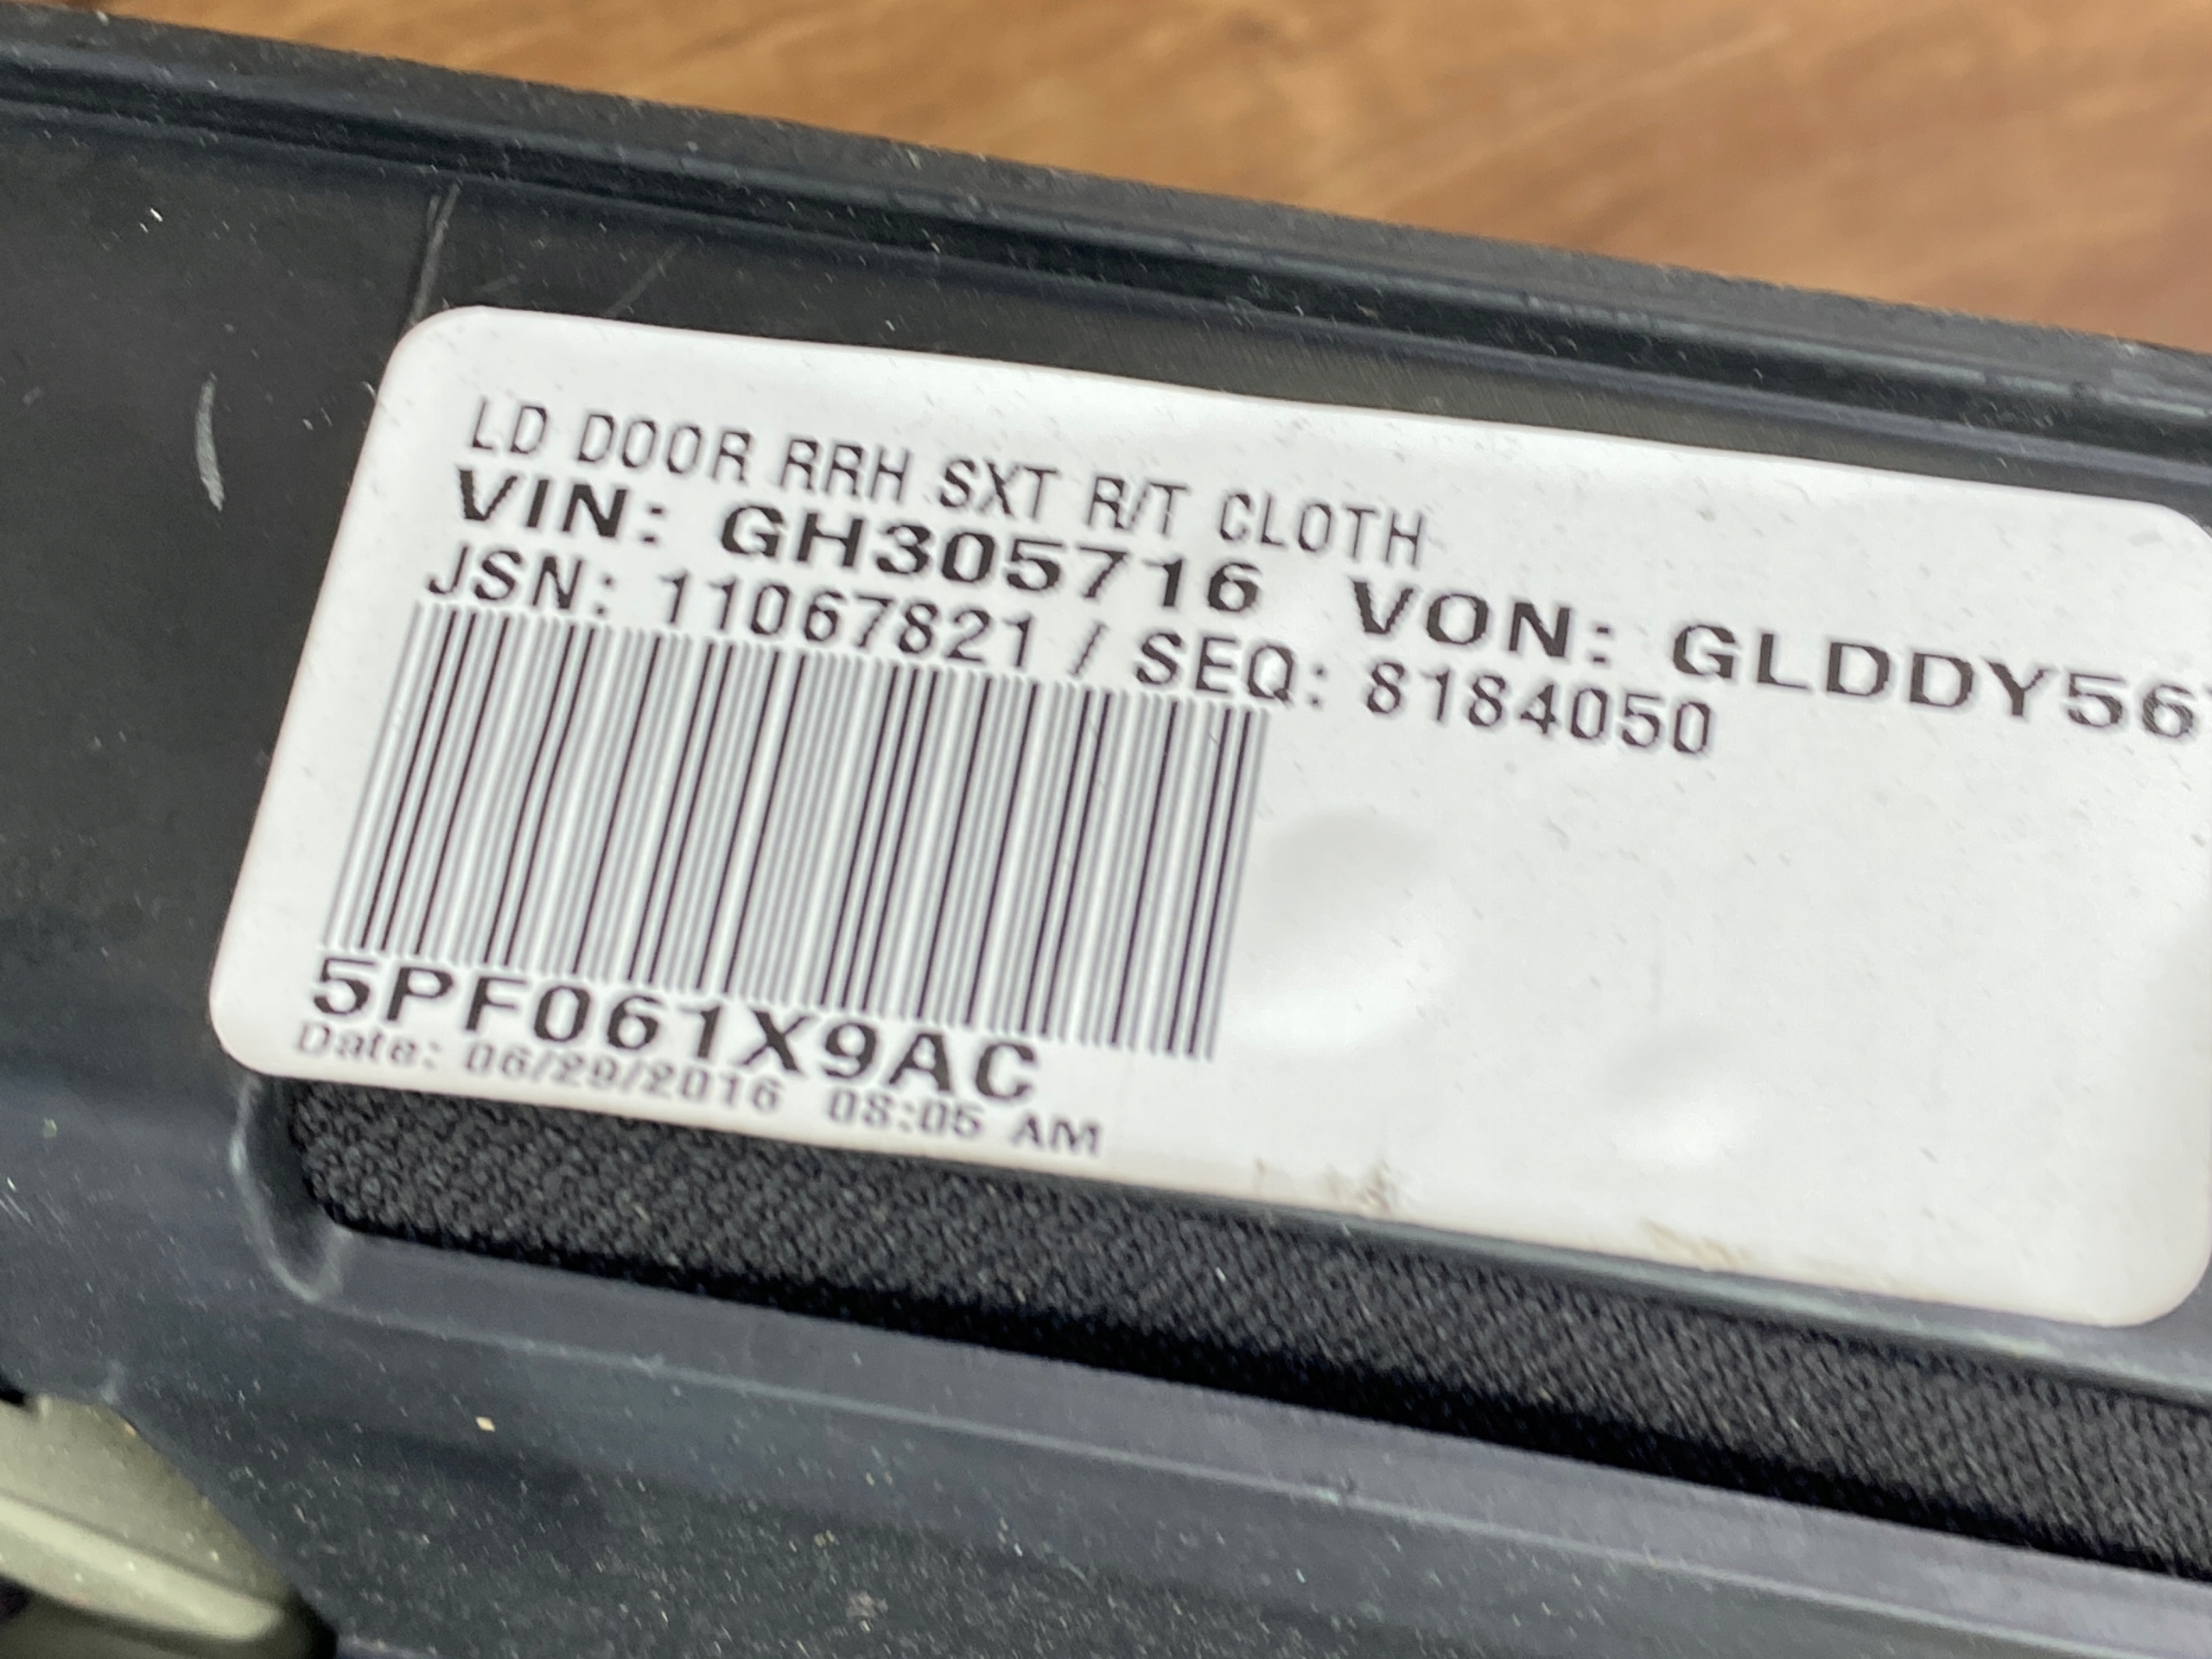 LD DOOR RRH SXT R/T CLOTH
VIN: GH305716 VON: GLDDY56
JSN: 11067821 / SEQ: 8184050
5PF061X9AC
Date: 06/29/2016 08:05 AM